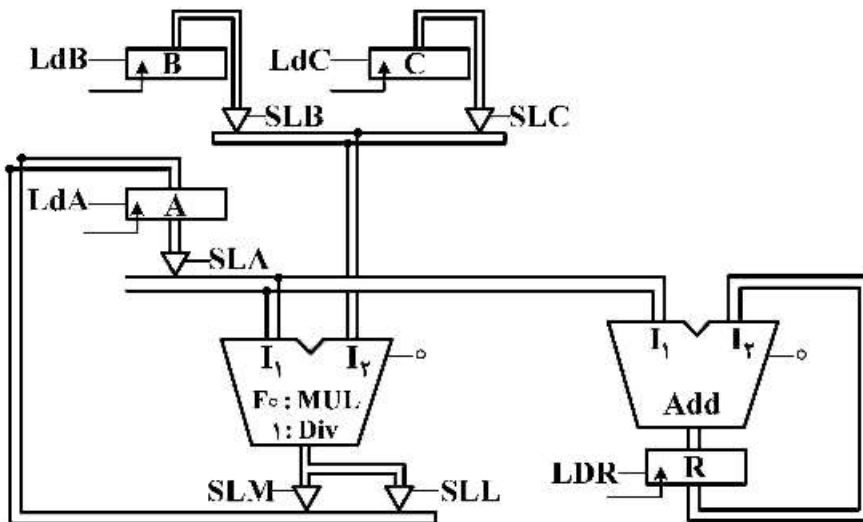 LdB B
LdC C
SLB SLC
LdA A
SLA
I۱ I۲ ۰
F۰ : MUL
۱ : Div
I۱ I۲ ۰
Add
LDR R
SLM SLL